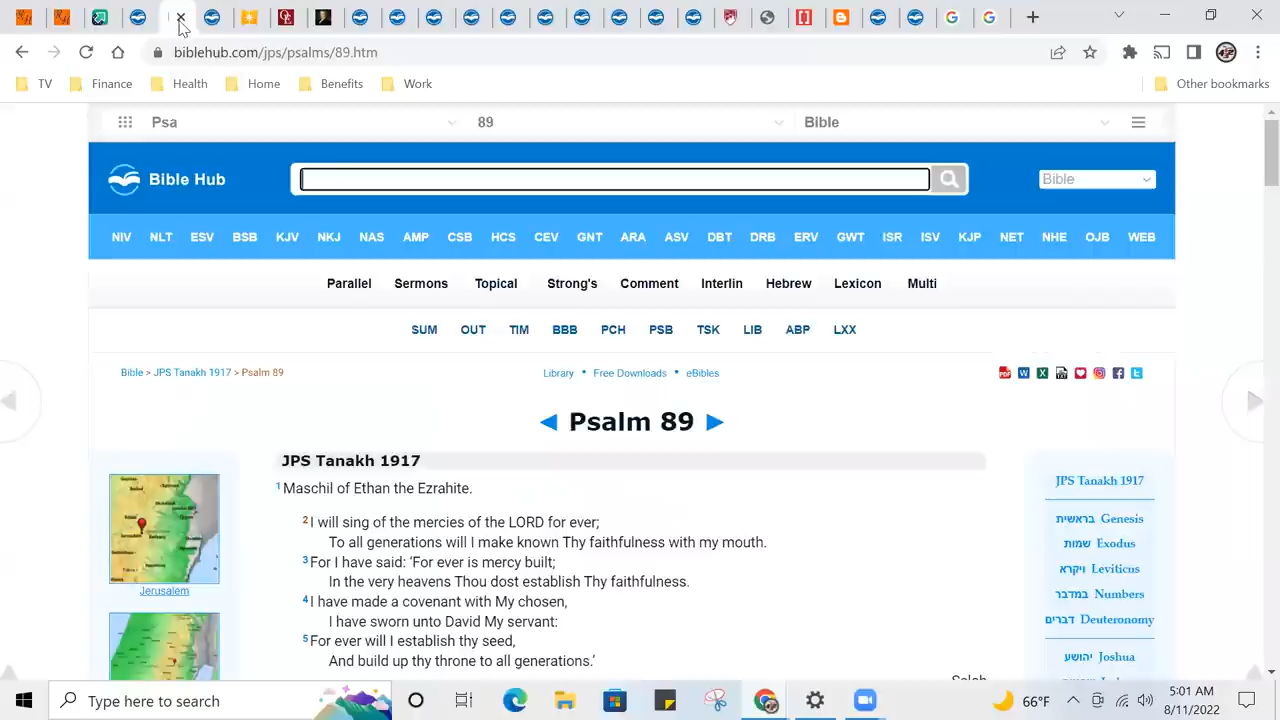 biblehub.com/jps/psalms/89.htm
TV Finance Health Home Benefits Work Other bookmarks
Psa 89 Bible
Bible Hub Bible
NIV NLT ESV BSB KJV NKJ NAS AMP CSB HCS CEV GNT ARA ASV DBT DRB ERV GWT ISR ISV KJP NET NHE OJB WEB
Parallel Sermons Topical Strong's Comment Interlin Hebrew Lexicon Multi
SUM OUT TIM BBB PCH PSB TSK LIB ABP LXX
Bible > JPS Tanakh 1917 > Psalm 89
Library • Free Downloads • eBibles
◄ Psalm 89 ►
JPS Tanakh 1917
1 Maschil of Ethan the Ezrahite.
2 I will sing of the mercies of the LORD for ever;
To all generations will I make known Thy faithfulness with my mouth.
3 For I have said: ‘For ever is mercy built;
In the very heavens Thou dost establish Thy faithfulness.
4 I have made a covenant with My chosen,
I have sworn unto David My servant:
5 For ever will I establish thy seed,
And build up thy throne to all generations.’
Jerusalem
JPS Tanakh 1917
בראשית Genesis
שמות Exodus
ויקרא Leviticus
במדבר Numbers
דברים Deuteronomy
יהושע Joshua
Type here to search
66°F
5:01 AM
8/11/2022